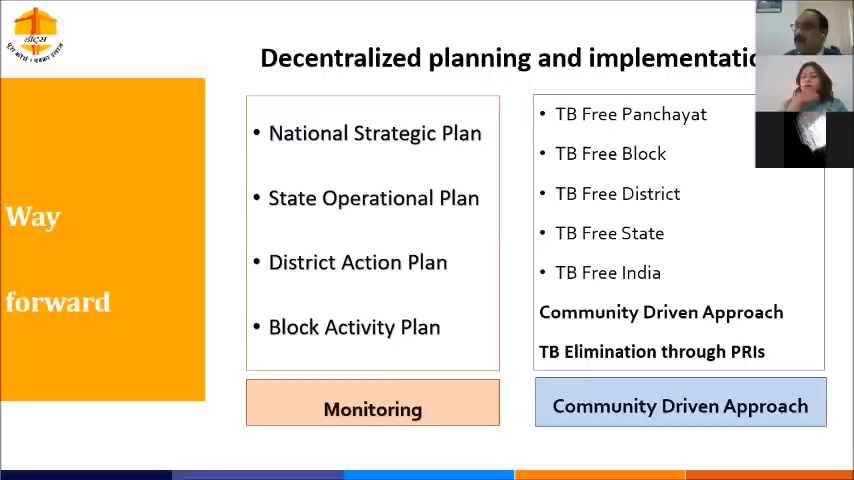 डॉट्स
Decentralized planning and implementatio
Way
forward
• National Strategic Plan
• State Operational Plan
• District Action Plan
• Block Activity Plan
Monitoring
• TB Free Panchayat
• TB Free Block
• TB Free District
• TB Free State
• TB Free India
Community Driven Approach
TB Elimination through PRIs
Community Driven Approach